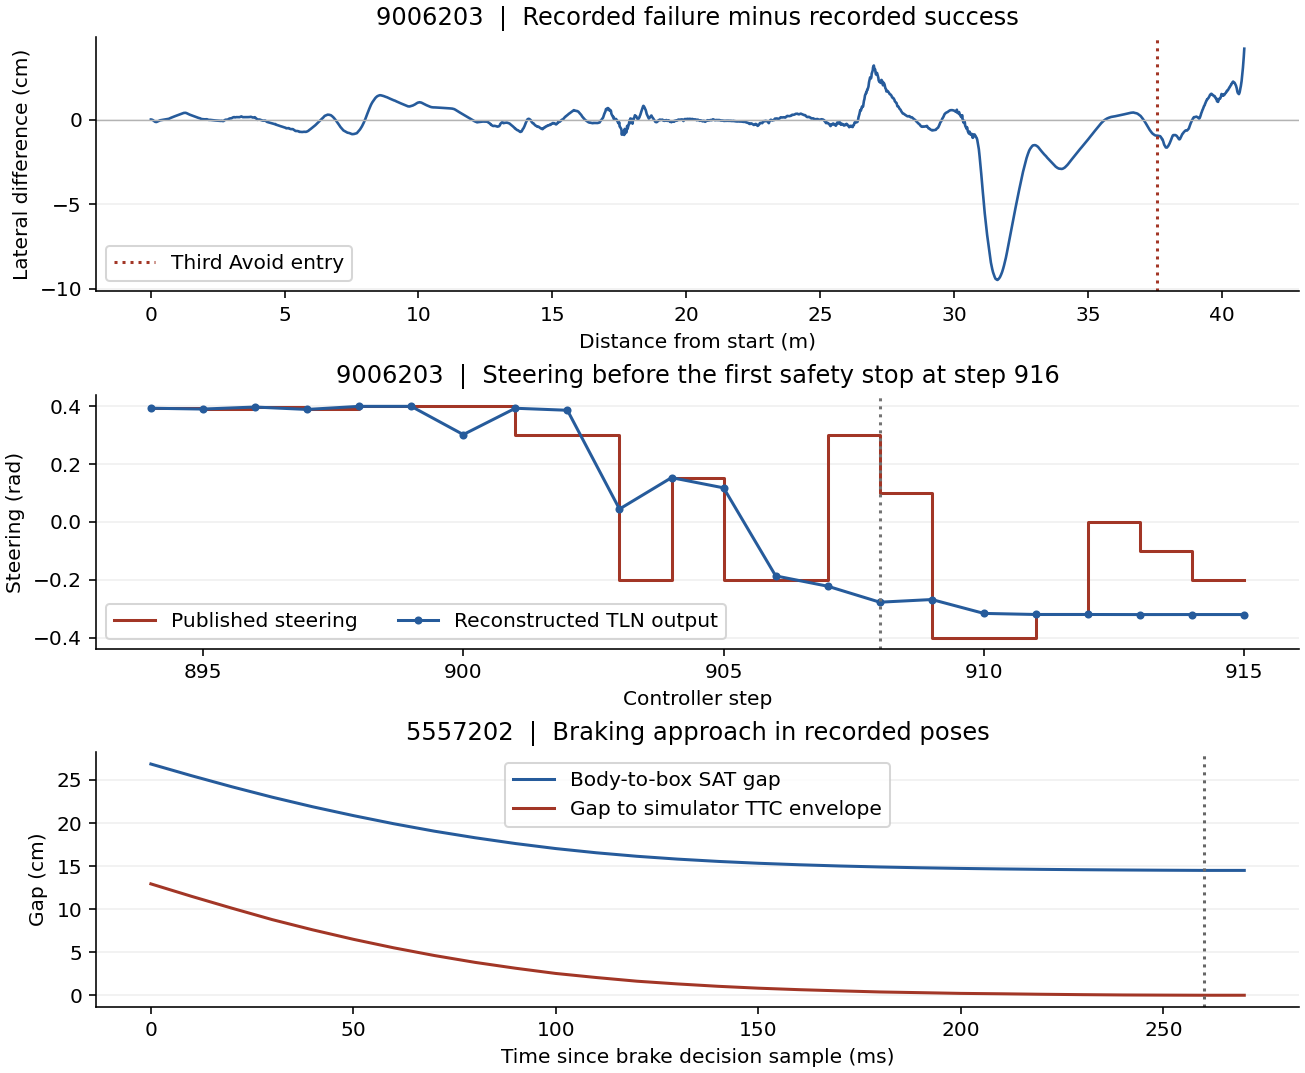 9006203 | Recorded failure minus recorded success
Lateral difference (cm)
0
−5
−10
Third Avoid entry
0 5 10 15 20 25 30 35 40
Distance from start (m)
9006203 | Steering before the first safety stop at step 916
Steering (rad)
0.4
0.2
0.0
−0.2
−0.4
Published steering
Reconstructed TLN output
895 900 905 910 915
Controller step
5557202 | Braking approach in recorded poses
Gap (cm)
25
20
15
10
5
0
Body-to-box SAT gap
Gap to simulator TTC envelope
0 50 100 150 200 250
Time since brake decision sample (ms)